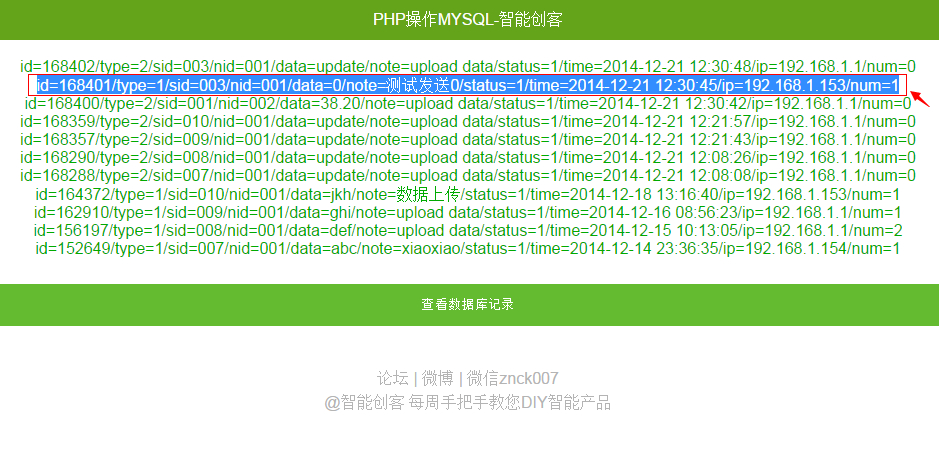 PHP操作MYSQL-智能创客
id=168402/type=2/sid=003/nid=001/data=update/note=upload data/status=1/time=2014-12-21 12:30:48/ip=192.168.1.1/num=0
id=168401/type=1/sid=003/nid=001/data=0/note=测试发送0/status=1/time=2014-12-21 12:30:45/ip=192.168.1.153/num=1
id=168400/type=2/sid=001/nid=002/data=38.20/note=upload data/status=1/time=2014-12-21 12:30:42/ip=192.168.1.1/num=0
id=168359/type=2/sid=010/nid=001/data=update/note=upload data/status=1/time=2014-12-21 12:21:57/ip=192.168.1.1/num=0
id=168357/type=2/sid=009/nid=001/data=update/note=upload data/status=1/time=2014-12-21 12:21:43/ip=192.168.1.1/num=0
id=168290/type=2/sid=008/nid=001/data=update/note=upload data/status=1/time=2014-12-21 12:08:26/ip=192.168.1.1/num=0
id=168288/type=2/sid=007/nid=001/data=update/note=upload data/status=1/time=2014-12-21 12:08:08/ip=192.168.1.1/num=0
id=164372/type=1/sid=010/nid=001/data=jkh/note=数据上传/status=1/time=2014-12-18 13:16:40/ip=192.168.1.153/num=1
id=162910/type=1/sid=009/nid=001/data=ghi/note=upload data/status=1/time=2014-12-16 08:56:23/ip=192.168.1.1/num=1
id=156197/type=1/sid=008/nid=001/data=def/note=upload data/status=1/time=2014-12-15 10:13:05/ip=192.168.1.1/num=2
id=152649/type=1/sid=007/nid=001/data=abc/note=xiaoxiao/status=1/time=2014-12-14 23:36:35/ip=192.168.1.154/num=1
查看数据库记录
论坛 | 微博 | 微信znck007
@智能创客 每周手把手教您DIY智能产品